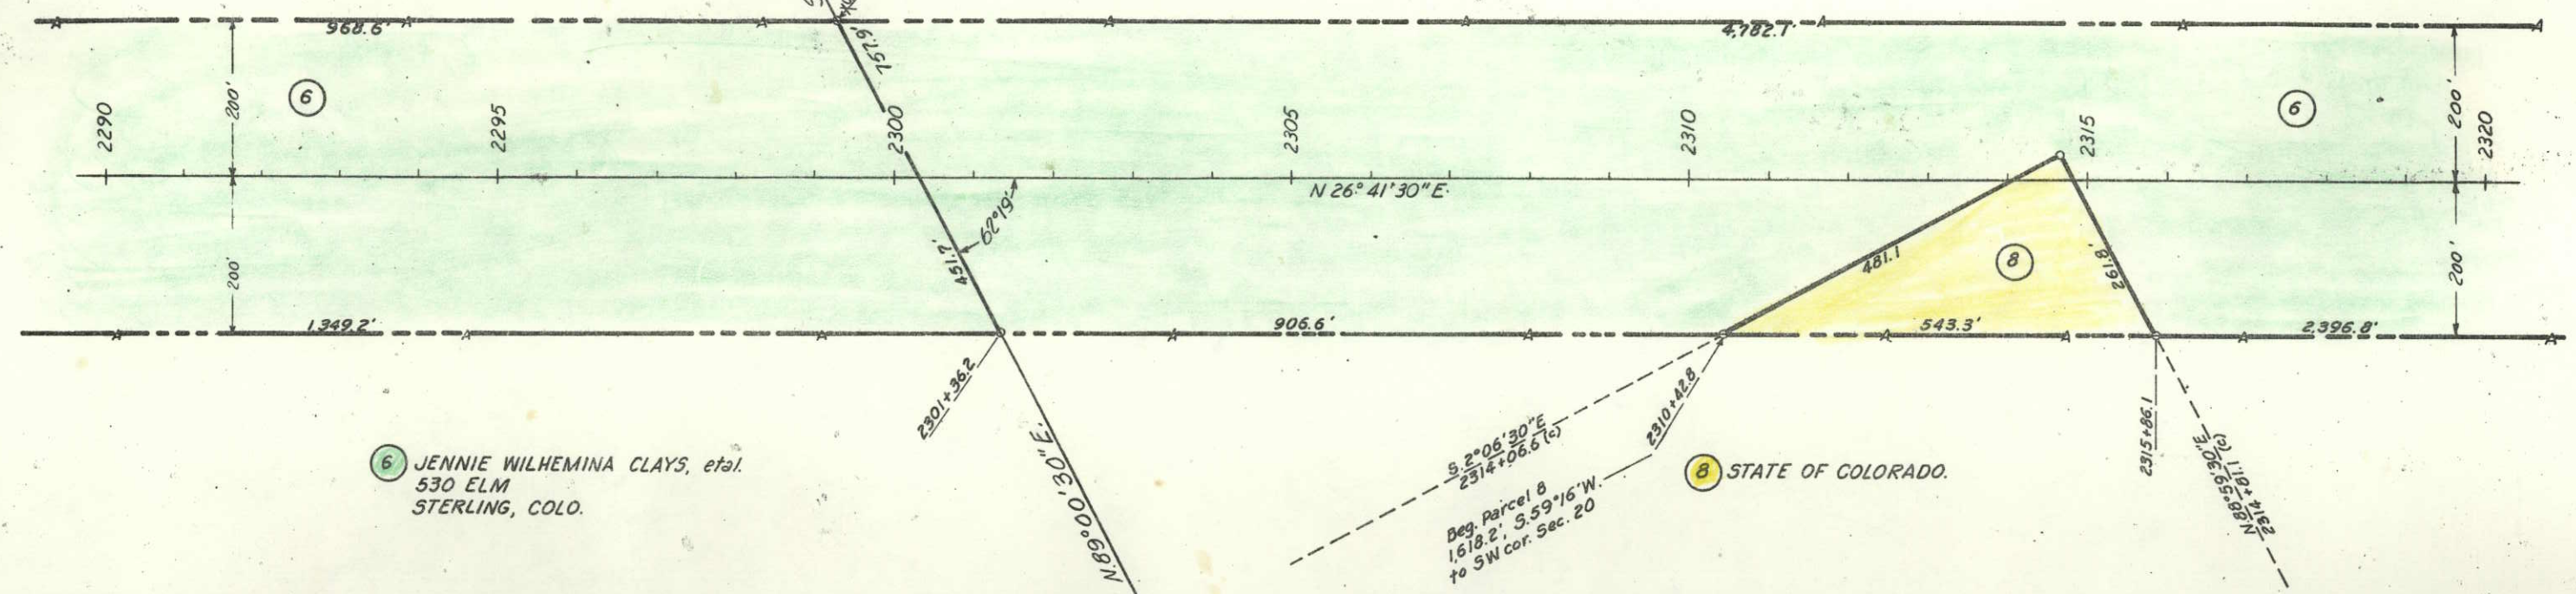 968.6'
4,782.1'
757.9'
200'
6
2290
2295
2300
2305
2310
2315
6
200'
2320
N 26° 41' 30" E.
62°19'
451.7'
200'
481.1
8
261.8'
200'
1,349.2'
906.6'
543.3'
2,396.8'
2301+36.2
2310+42.8
2315+86.1
N.89°00'30"E.
S.2°06'30"E
2314+06.6 (c)
N.88°59'30"E
2314+81.1 (c)
Beg. Parcel 8
1,618.2', S.59°16'W.
to SW cor. Sec. 20
6 JENNIE WILHEMINA CLAYS, etal.
530 ELM
STERLING, COLO.
8 STATE OF COLORADO.